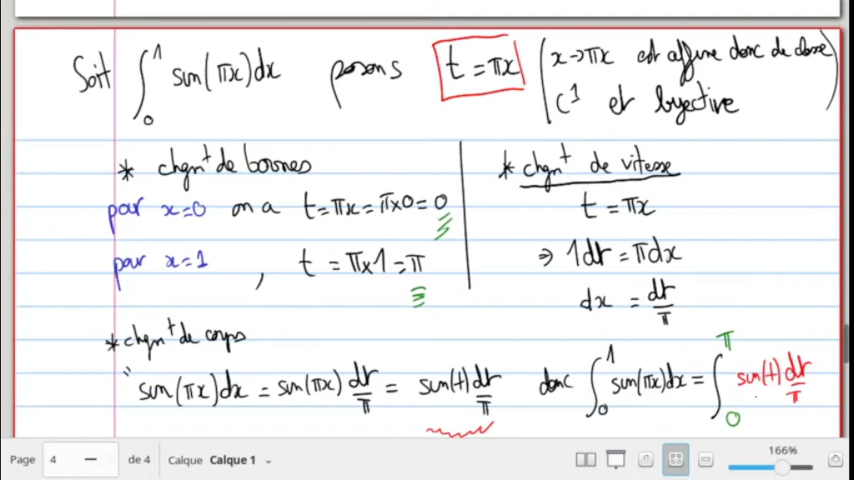 Soit ∫₀¹ sin(πx)dx posons t = πx (x→πx est affine donc de classe
C¹ et bijective)
* chgm^t de bornes
pour x=0 on a t = πx = π×0 = 0
pour x=1, t = π×1 = π
* chgm^t de vitesse
t = πx
⇒ 1dt = πdx
dx = dt/π
* chgm^t de corps
" sin(πx)dx = sin(πx) dt/π = sin(t) dt/π donc ∫₀¹ sin(πx)dx = ∫₀^π sin(t) dt/π
Page 4 de 4 Calque Calque 1 166%